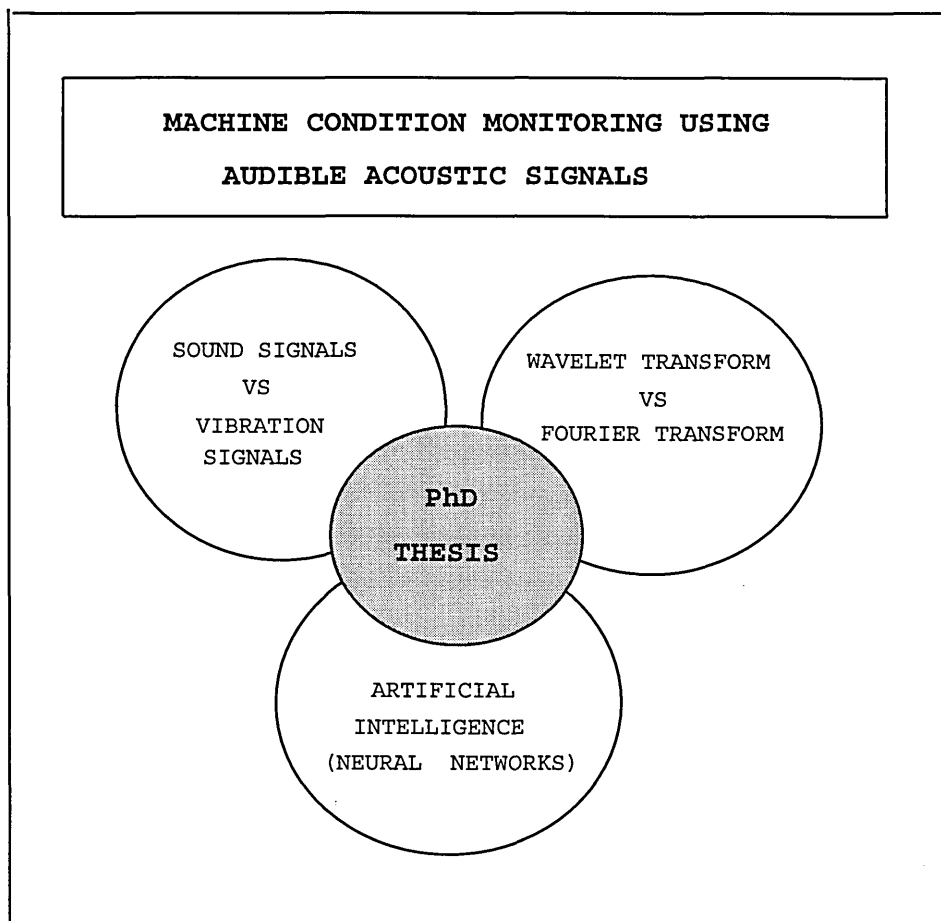 MACHINE CONDITION MONITORING USING
AUDIBLE ACOUSTIC SIGNALS
SOUND SIGNALS
VS
VIBRATION
SIGNALS
WAVELET TRANSFORM
VS
FOURIER TRANSFORM
PhD
THESIS
ARTIFICIAL
INTELLIGENCE
(NEURAL NETWORKS)